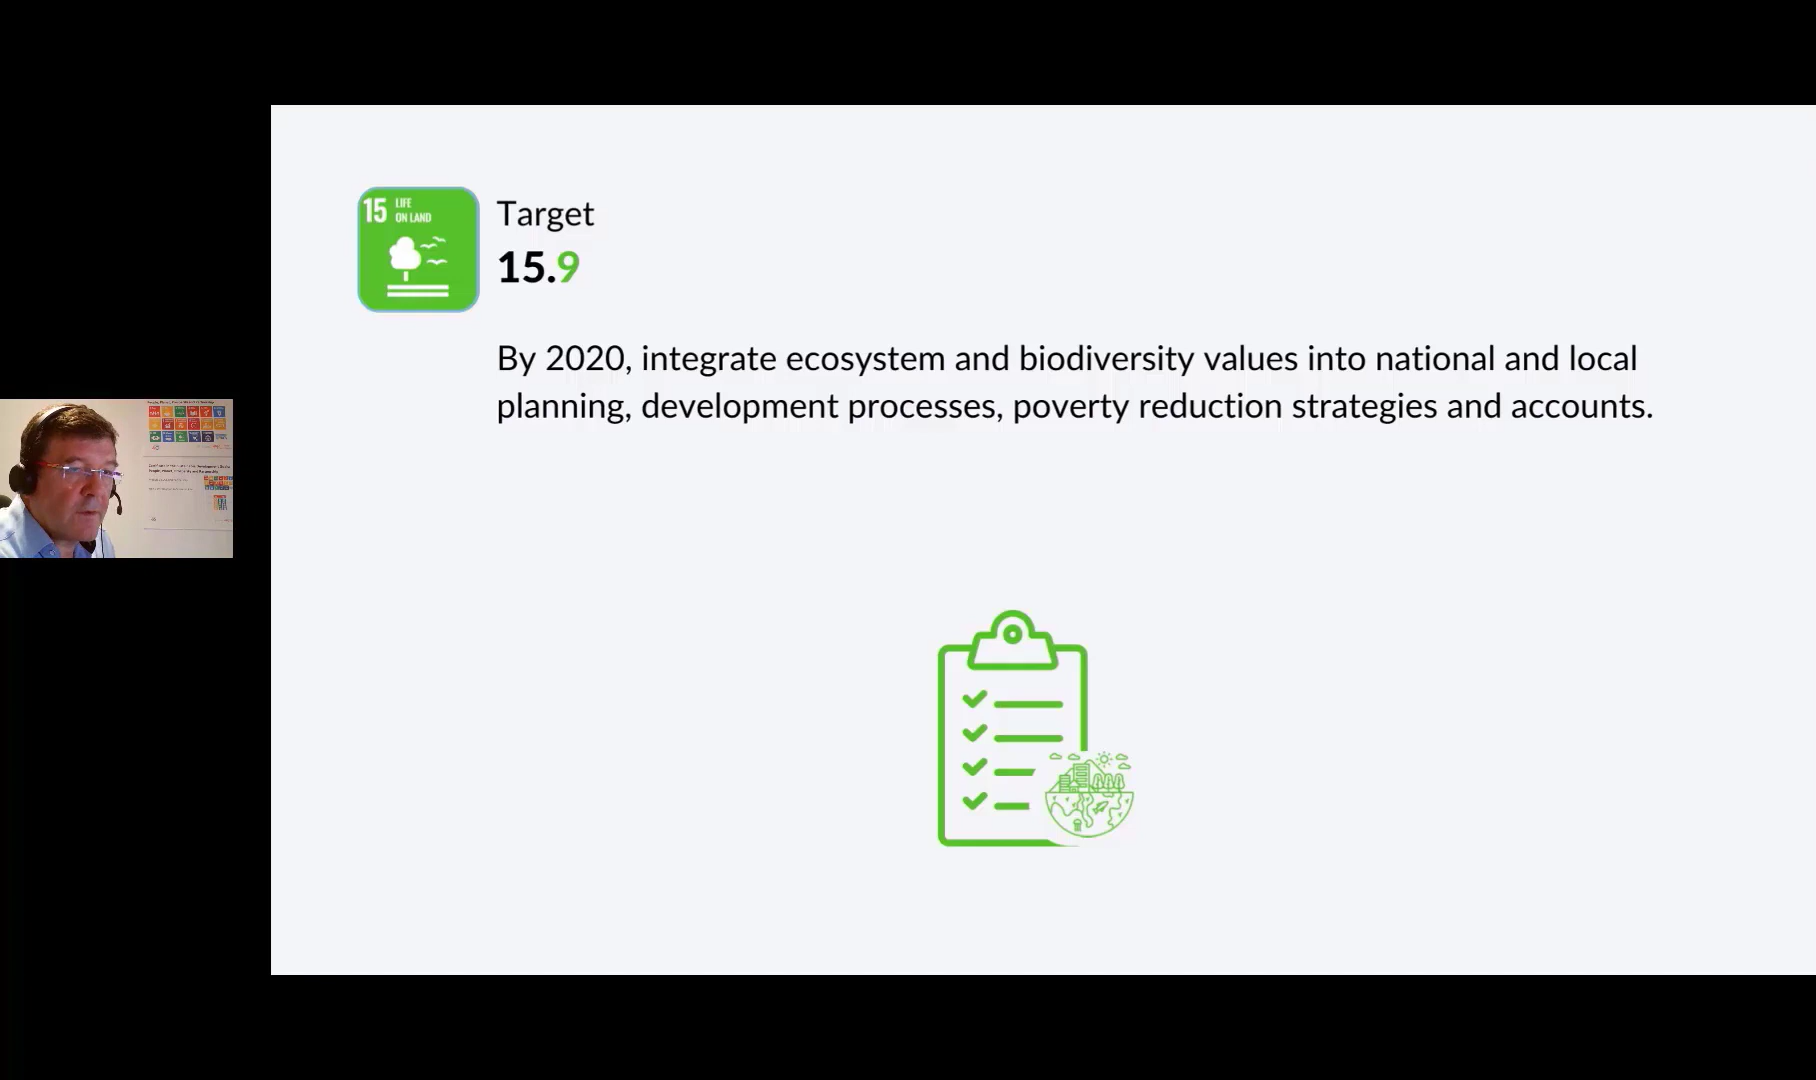 15 LIFE
ON LAND
Target
15.9
By 2020, integrate ecosystem and biodiversity values into national and local
planning, development processes, poverty reduction strategies and accounts.